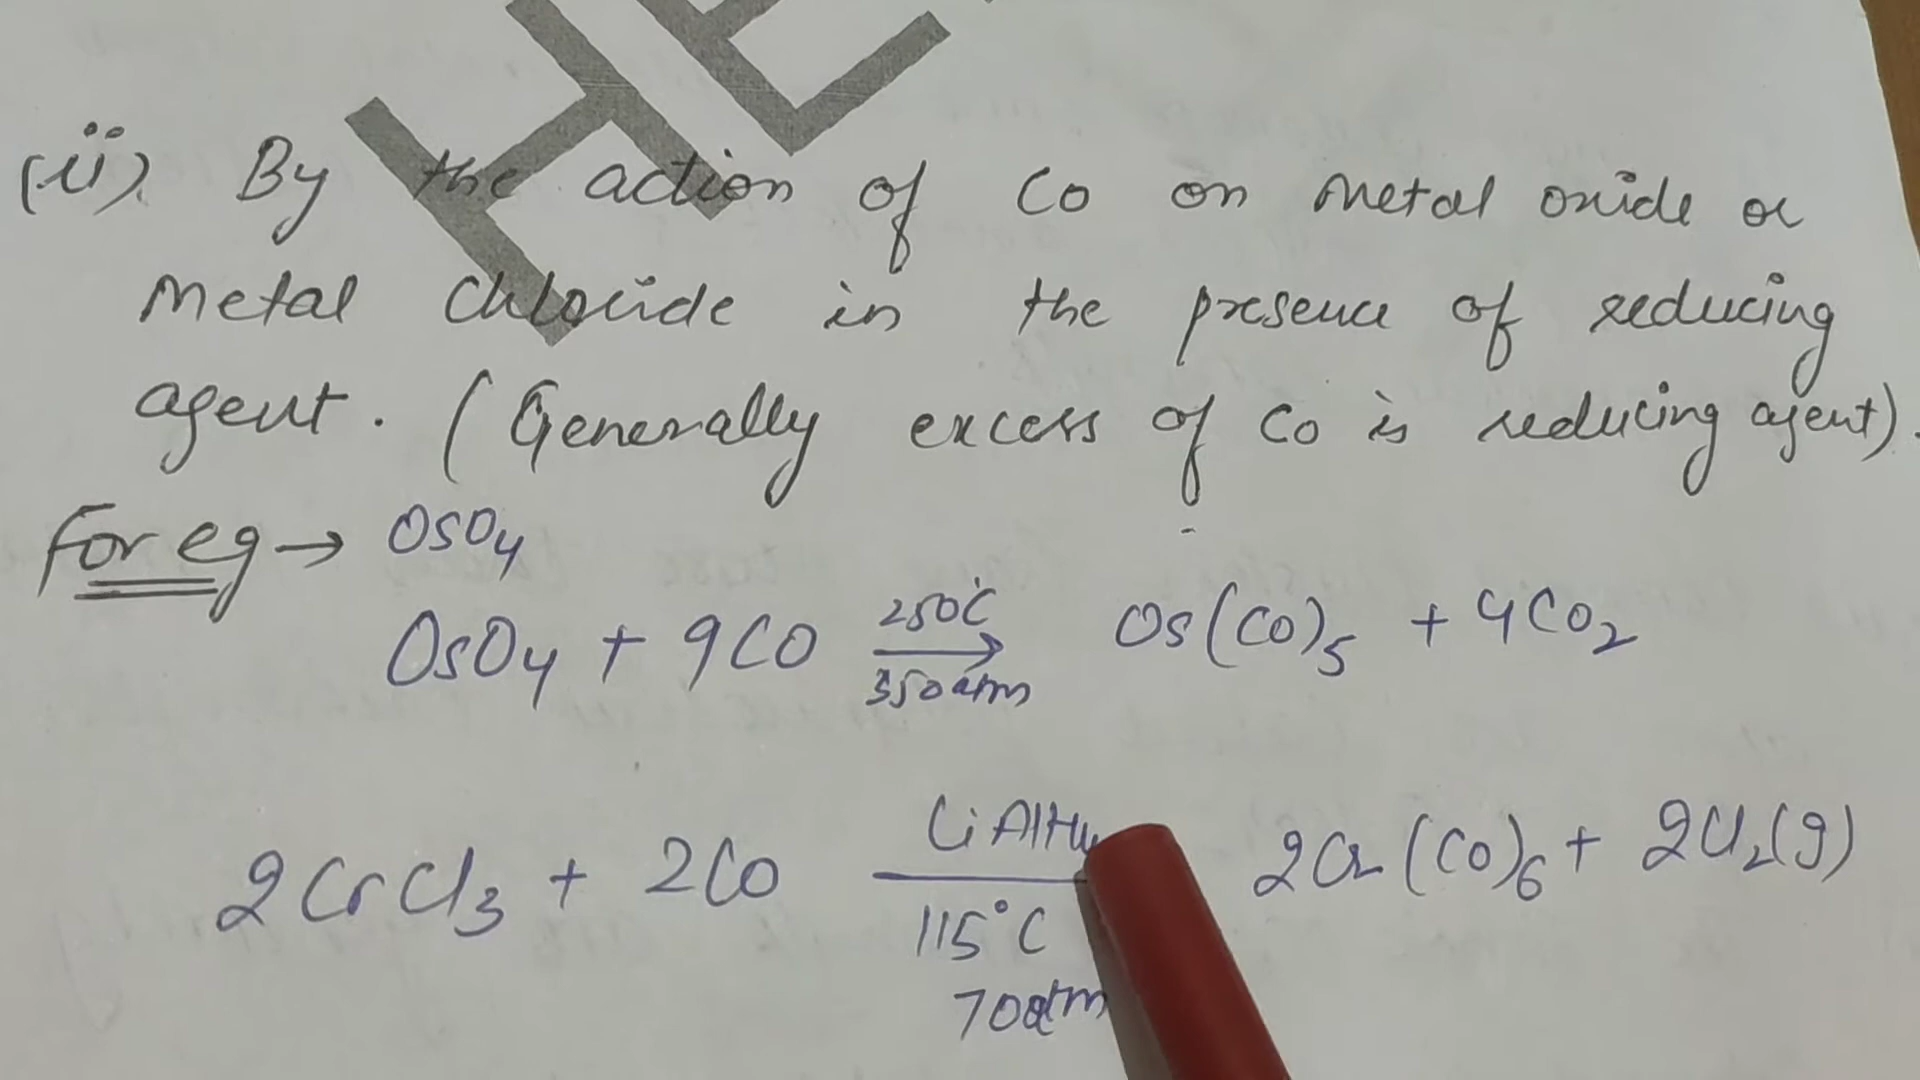 (ii). By the action of Co on Metal oxide or
Metal Chloride in the presence of reducing
agent. (Generally excess of Co is reducing agent).
For eg → OsO₄
OsO₄ + 9CO 250°C 350atm → Os(CO)₅ + 4CO₂
2CrCl₃ + 2CO LiAlH₄ 115°C 70atm 2Cr(CO)₆ + 2Cl₂(g)